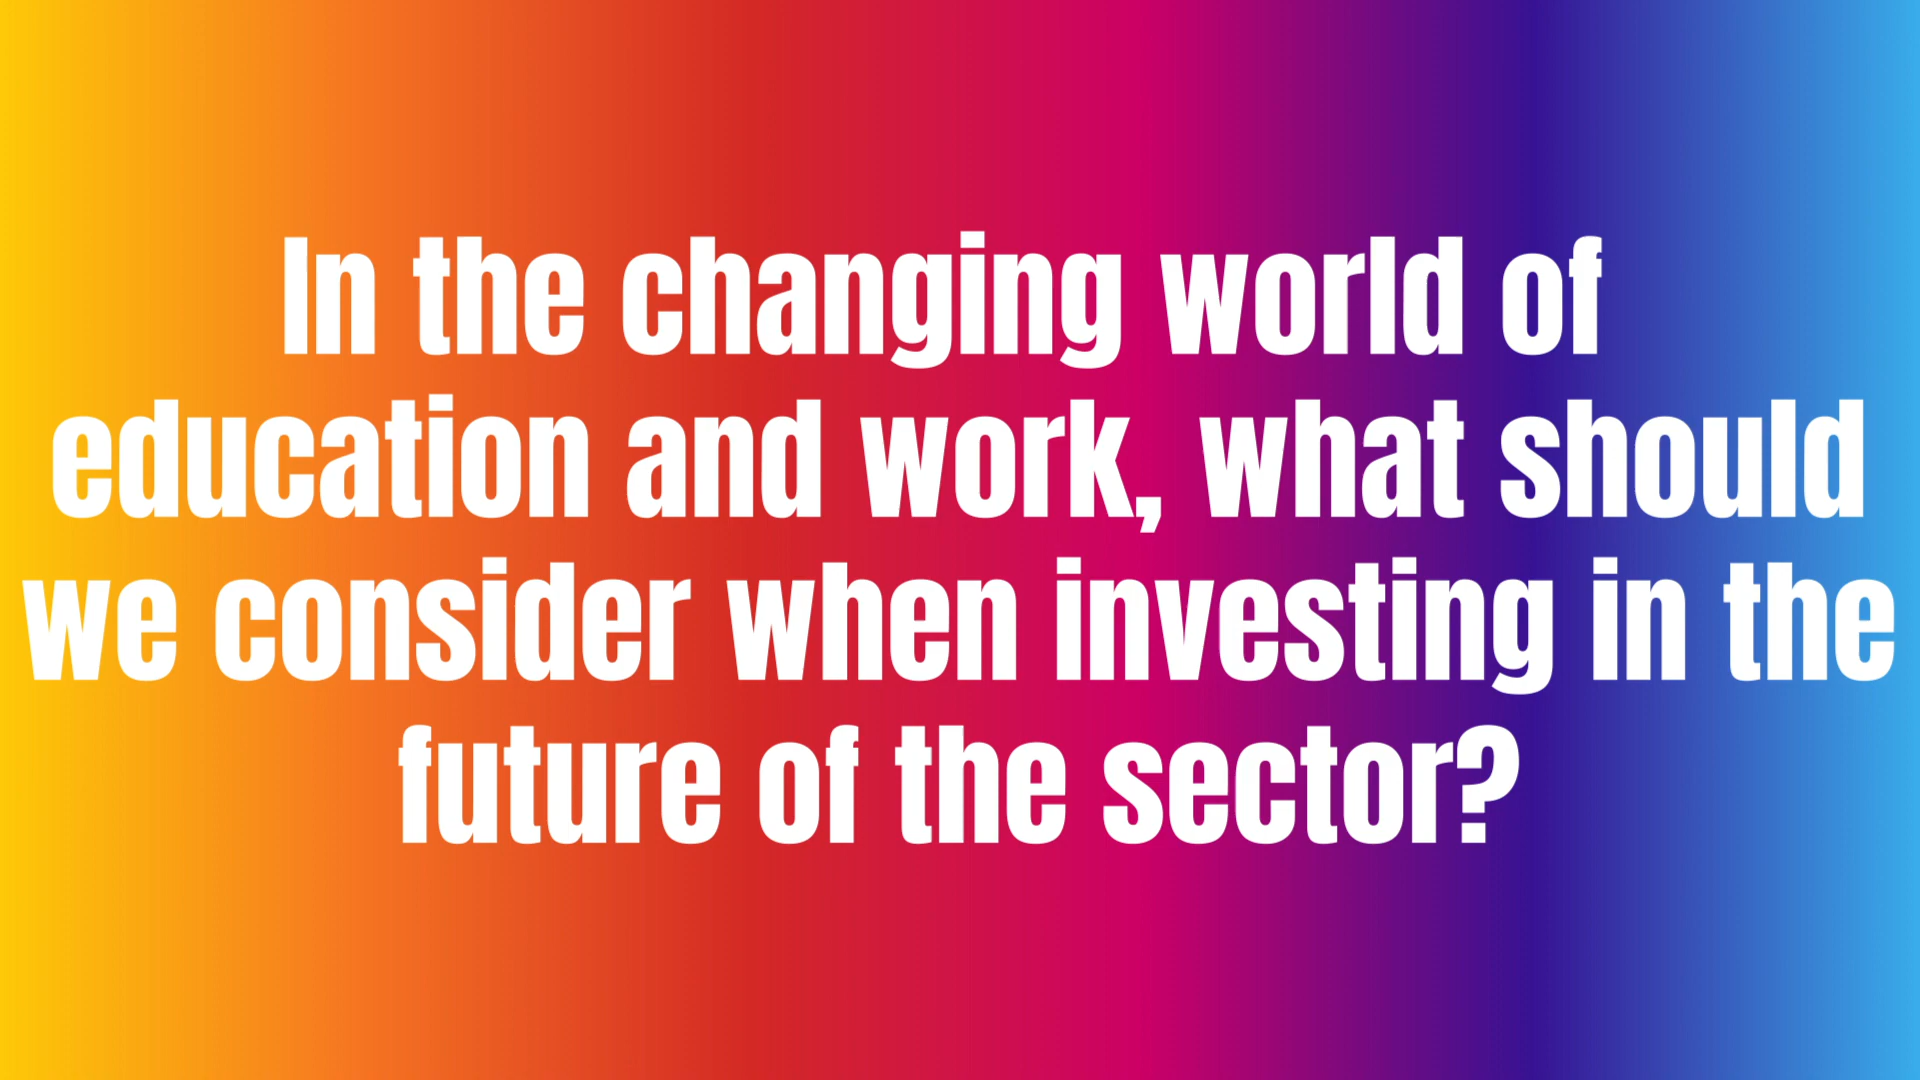 In the changing world of
education and work, what should
we consider when investing in the
future of the sector?